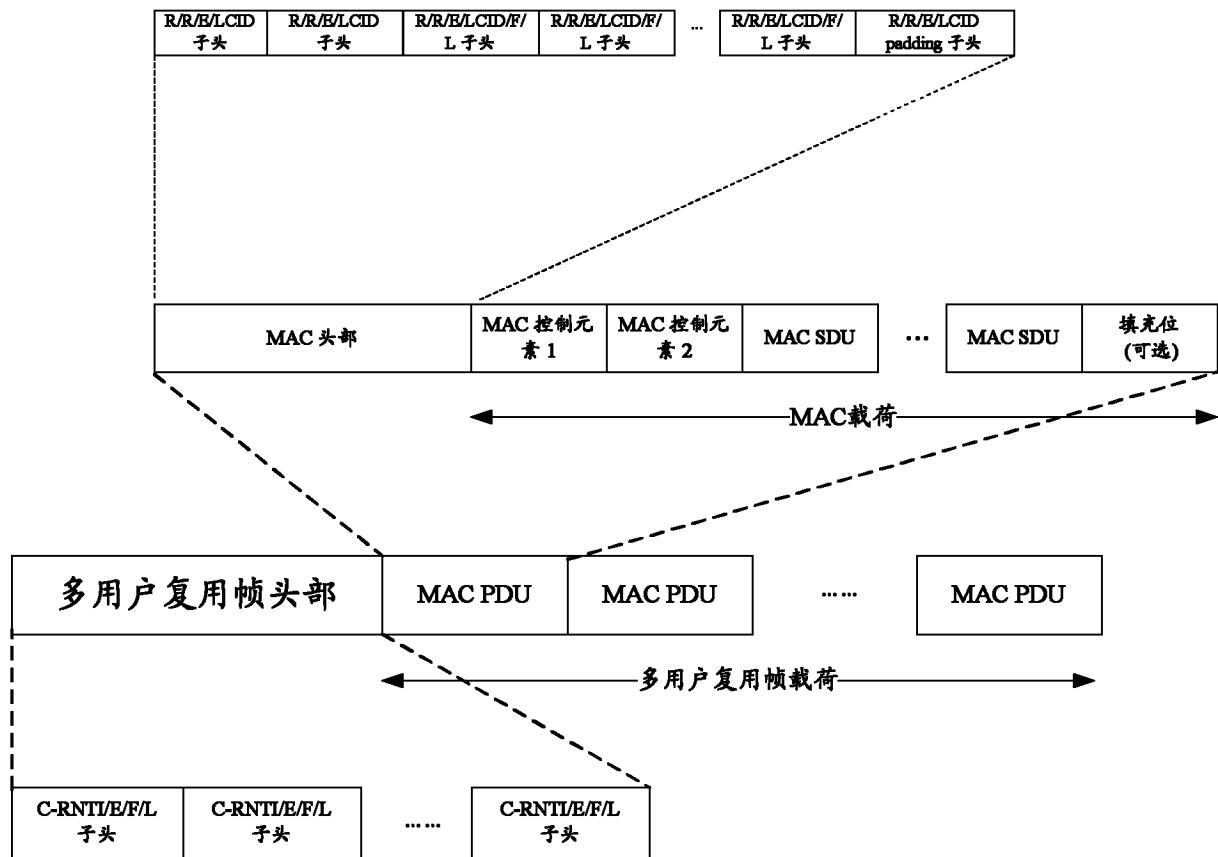 R/R/E/LCID
子头
R/R/E/LCID
子头
R/R/E/LCID/F/
L 子头
R/R/E/LCID/F/
L 子头
...
R/R/E/LCID/F/
L 子头
R/R/E/LCID
padding 子头
MAC 头部
MAC 控制元
素 1
MAC 控制元
素 2
MAC SDU
...
MAC SDU
填充位
(可选)
MAC载荷
多用户复用帧头部
MAC PDU
MAC PDU
......
MAC PDU
多用户复用帧载荷
C-RNTI/E/F/L
子头
C-RNTI/E/F/L
子头
......
C-RNTI/E/F/L
子头